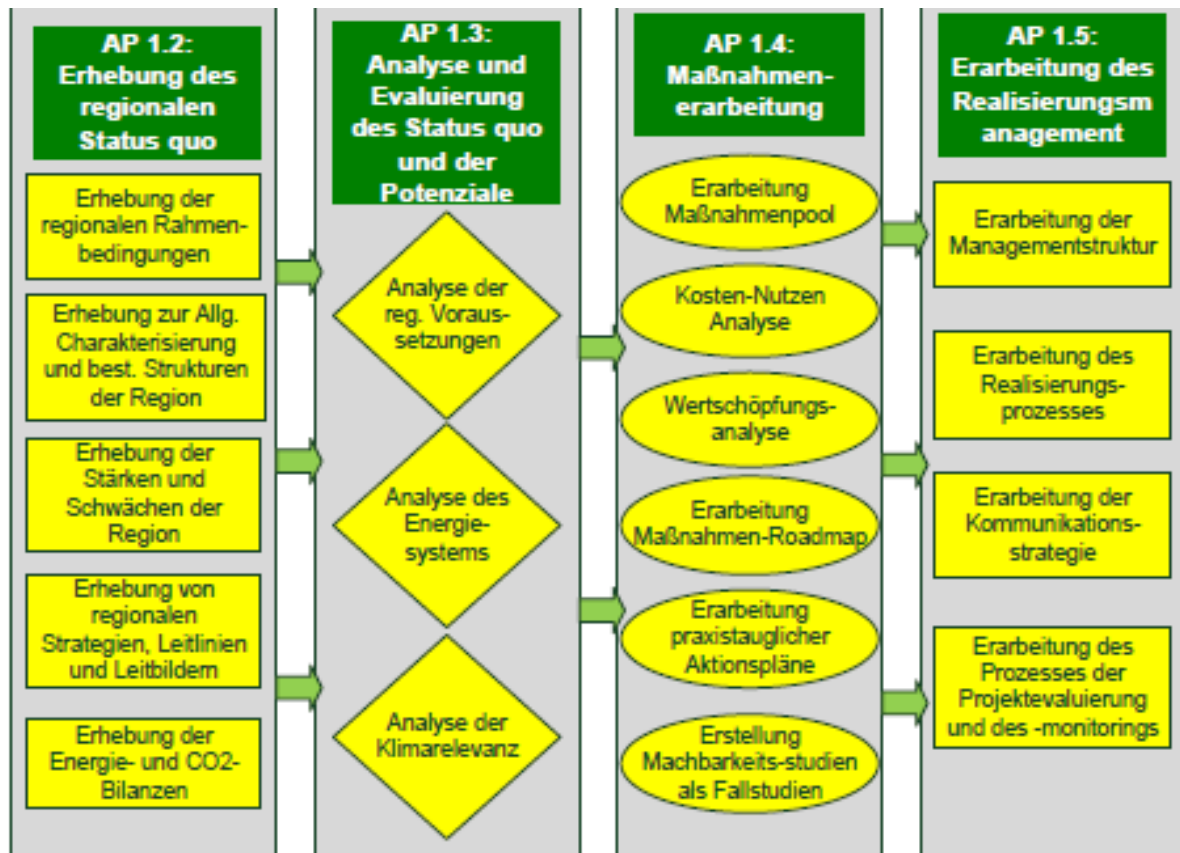 AP 1.2:
Erhebung des
regionalen
Status quo
Erhebung der
regionalen Rahmen-
bedingungen
Erhebung zur Allg.
Charakterisierung
und best. Strukturen
der Region
Erhebung der
Stärken und
Schwächen der
Region
Erhebung von
regionalen
Strategien, Leitlinien
und Leitbildern
Erhebung der
Energie- und CO2-
Bilanzen
AP 1.3:
Analyse und
Evaluierung
des Status quo
und der
Potenziale
Analyse der
reg. Voraus-
setzungen
Analyse des
Energie-
systems
Analyse der
Klimarelevanz
AP 1.4:
Maßnahmen-
erarbeitung
Erarbeitung
Maßnahmenpool
Kosten-Nutzen
Analyse
Wertschöpfungs-
analyse
Erarbeitung
Maßnahmen-Roadmap
Erarbeitung
praxistauglicher
Aktionspläne
Erstellung
Machbarkeits-studien
als Fallstudien
AP 1.5:
Erarbeitung des
Realisierungsm
anagement
Erarbeitung der
Managementstruktur
Erarbeitung des
Realisierungs-
prozesses
Erarbeitung der
Kommunikations-
strategie
Erarbeitung des
Prozesses der
Projektevaluierung
und des -monitorings